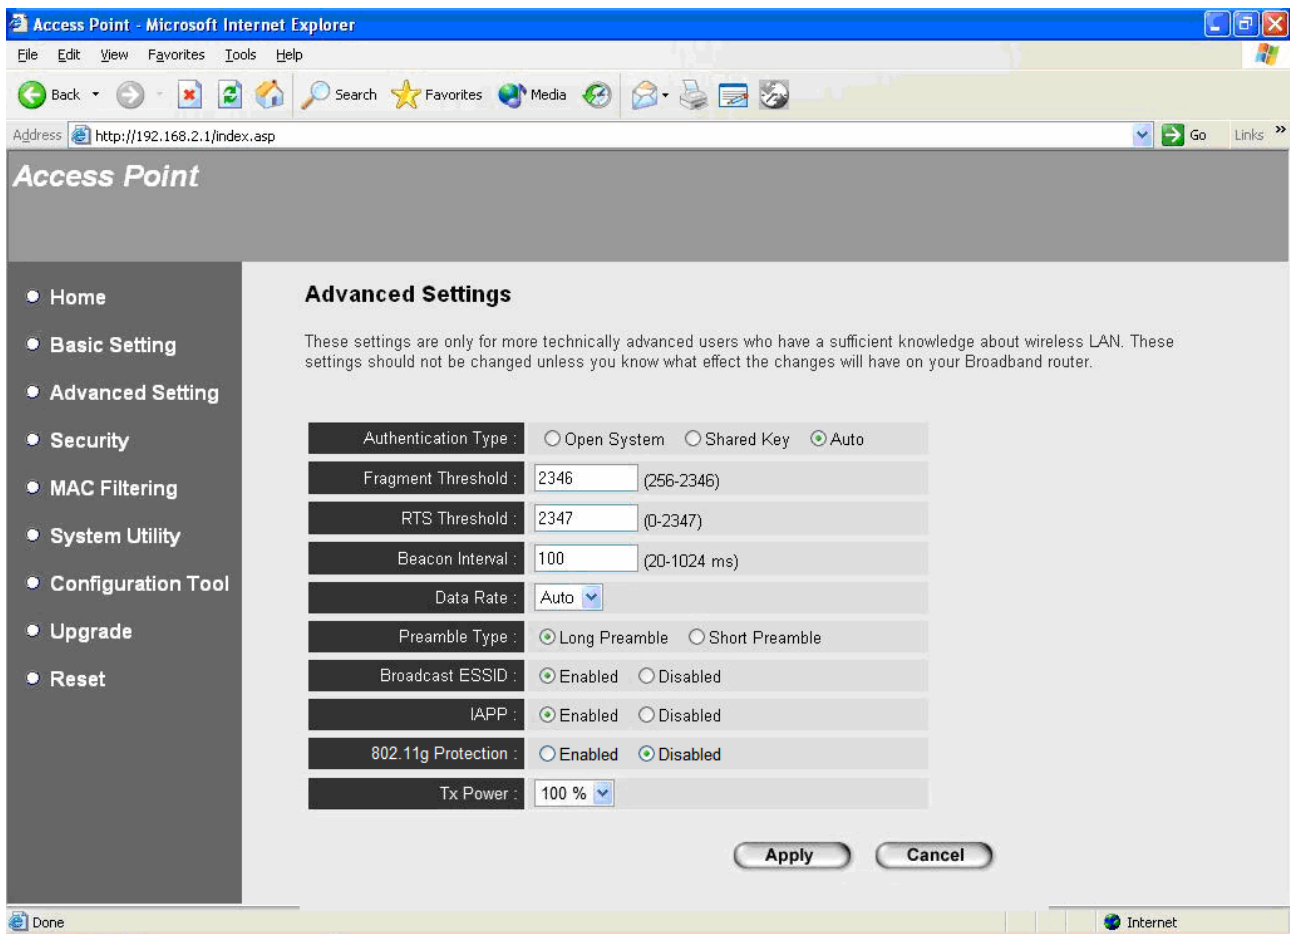 Access Point - Microsoft Internet Explorer
File Edit View Favorites Tools Help
Back Search Favorites Media
Address http://192.168.2.1/index.asp Go Links »
Access Point
Home
Basic Setting
Advanced Setting
Security
MAC Filtering
System Utility
Configuration Tool
Upgrade
Reset
Advanced Settings
These settings are only for more technically advanced users who have a sufficient knowledge about wireless LAN. These
settings should not be changed unless you know what effect the changes will have on your Broadband router.
Authentication Type : Open System Shared Key Auto
Fragment Threshold : 2346 (256-2346)
RTS Threshold : 2347 (0-2347)
Beacon Interval : 100 (20-1024 ms)
Data Rate : Auto
Preamble Type : Long Preamble Short Preamble
Broadcast ESSID : Enabled Disabled
IAPP : Enabled Disabled
802.11g Protection : Enabled Disabled
Tx Power : 100 %
Apply Cancel
Done Internet